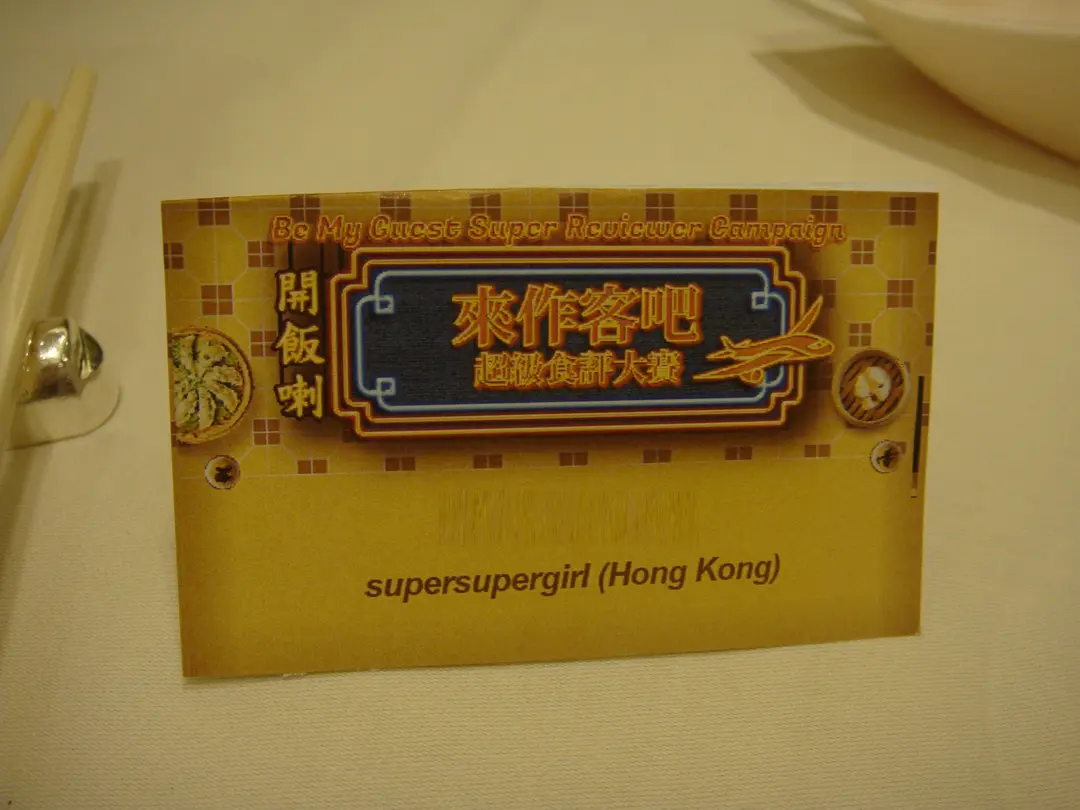 Be My Guest Super Reviewer Campaign
開飯喇
來作客吧
超級食評大賽
supersupergirl (Hong Kong)